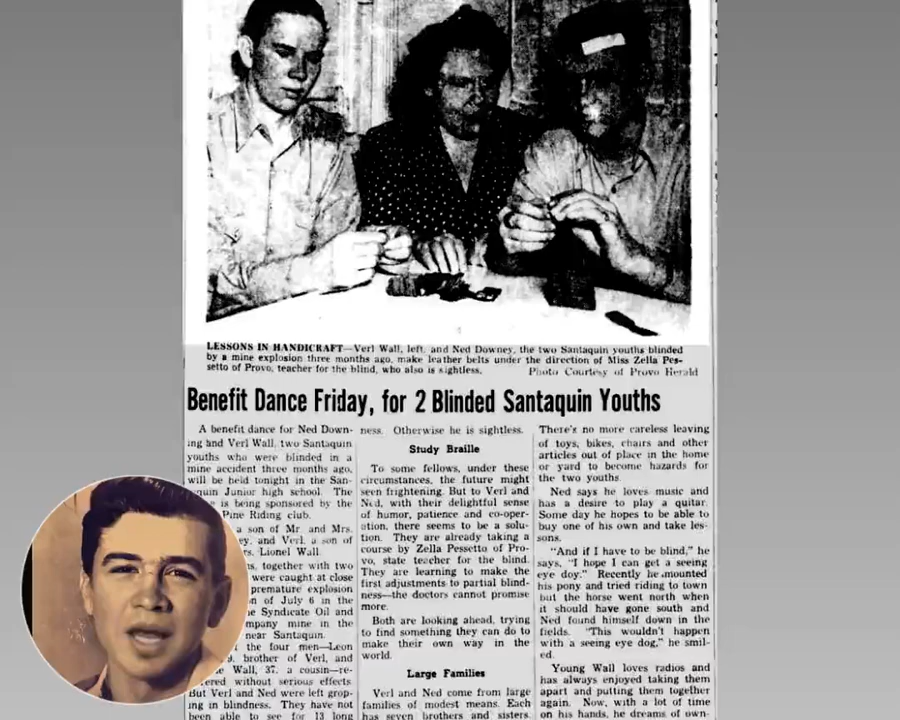 LESSONS IN HANDICRAFT—Verl Wall, left, and Ned Downey, the two Santaquin youths blinded
by a mine explosion three months ago, make leather belts under the direction of Miss Zella Pes-
setto of Provo, teacher for the blind, who also is sightless. Photo Courtesy of Provo Herald
Benefit Dance Friday, for 2 Blinded Santaquin Youths
A benefit dance for Ned Down-
ing and Verl Wall, two Santaquin
youths who were blinded in a
mine accident three months ago,
will be held tonight in the San-
quin Junior high school. The
is being sponsored by the
Pine Riding club.
a son of Mr. and Mrs.
ey, and Verl, a son of
rs. Lionel Wall.
s, together with two
were caught at close
premature explosion
n of July 6 in the
e Syndicate Oil and
mpany mine in the
near Santaquin.
the four men—Leon
9, brother of Verl, and
e Wall, 37, a cousin—re-
ered without serious effects.
But Verl and Ned were left grop-
ing in blindness. They have not
been able to see for 13 long
ness. Otherwise he is sightless.
Study Braille
To some fellows, under these
circumstances, the future might
seen frightening. But to Verl and
Ned, with their delightful sense
of humor, patience and co-oper-
ation, there seems to be a solu-
tion. They are already taking a
course by Zella Pessetto of Pro-
vo, state teacher for the blind.
They are learning to make the
first adjustments to partial blind-
ness—the doctors cannot promise
more.
Both are looking ahead, trying
to find something they can do to
make their own way in the
world.
Large Families
Verl and Ned come from large
families of modest means. Each
has seven brothers and sisters.
There's no more careless leaving
of toys, bikes, chairs and other
articles out of place in the home
or yard to become hazards for
the two youths.
Ned says he loves music and
has a desire to play a quitar.
Some day he hopes to be able to
buy one of his own and take les-
sons.
"And if I have to be blind," he
says, "I hope I can get a seeing
eye doy." Recently he mounted
his pony and tried riding to town
but the horse went north when
it should have gone south and
Ned found himself down in the
fields. "This wouldn't happen
with a seeing eye dog," he smil-
ed.
Young Wall loves radios and
has always enjoyed taking them
apart and putting them together
again. Now, with a lot of time
on his hands, he dreams of own-